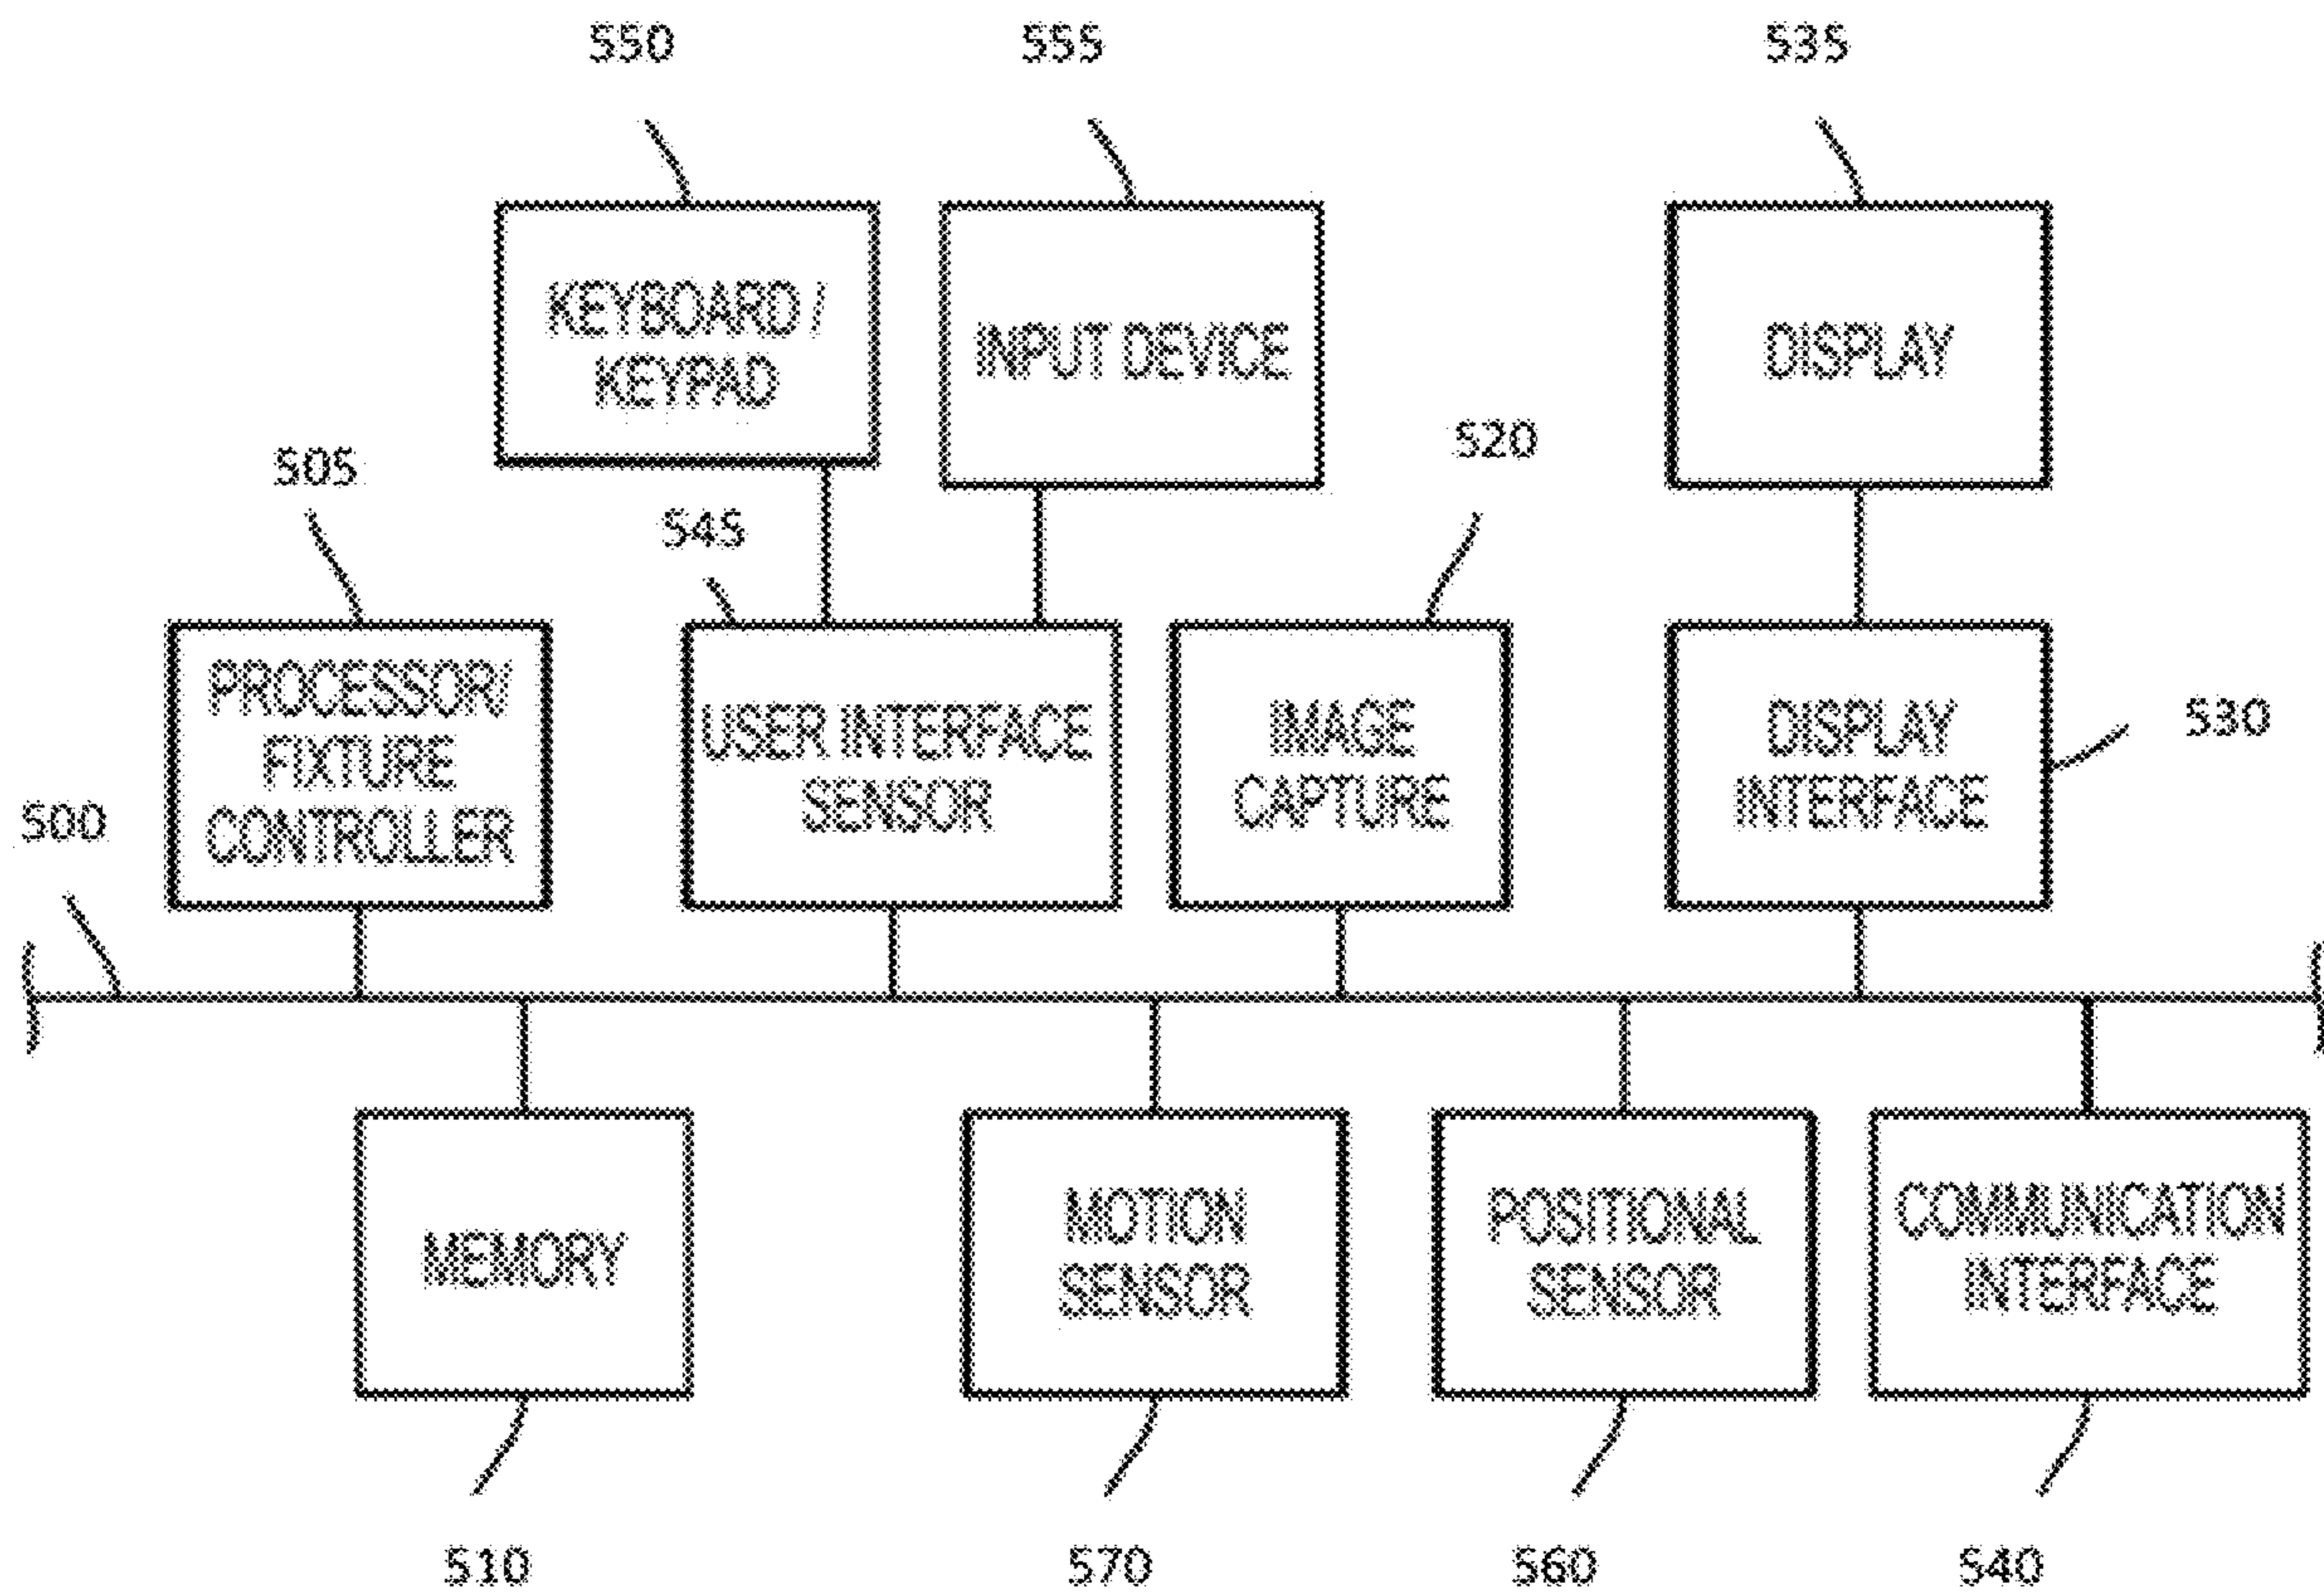 550
555
535
KEYBOARD /
KEYPAD
INPUT DEVICE
DISPLAY
520
505
545
PROCESSOR/
FIXTURE
CONTROLLER
USER INTERFACE
SENSOR
IMAGE
CAPTURE
DISPLAY
INTERFACE
530
500
MEMORY
MOTION
SENSOR
POSITIONAL
SENSOR
COMMUNICATION
INTERFACE
510
570
560
540